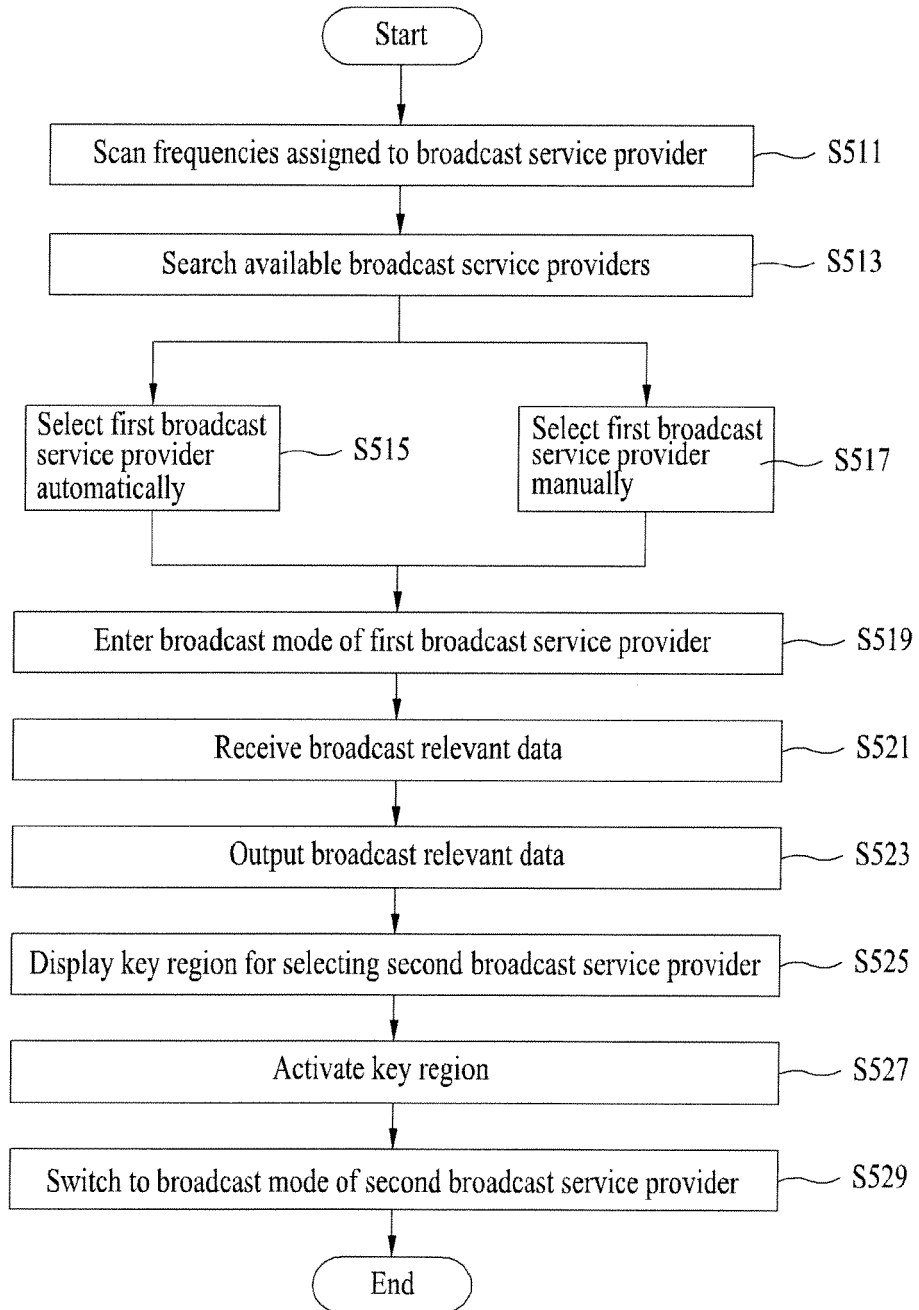 Start
Scan frequencies assigned to broadcast service provider
S511
Search available broadcast service providers
S513
Select first broadcast
service provider
automatically
S515
Select first broadcast
service provider
manually
S517
Enter broadcast mode of first broadcast service provider
S519
Receive broadcast relevant data
S521
Output broadcast relevant data
S523
Display key region for selecting second broadcast service provider
S525
Activate key region
S527
Switch to broadcast mode of second broadcast service provider
S529
End